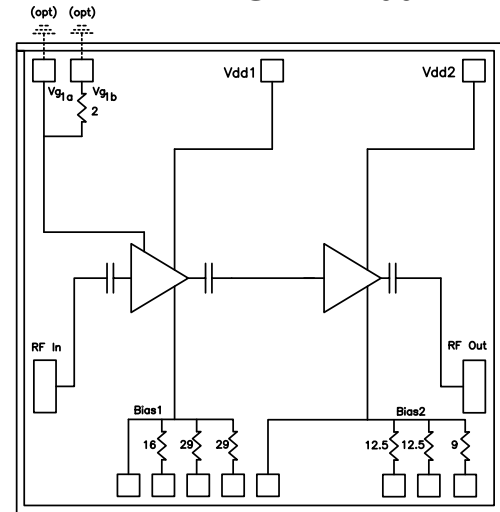 (opt) (opt)
Vg1a Vg1b
2
Vdd1 Vdd2
RF In
RF Out
Bias1 Bias2
16 29 29 12.5 12.5 9